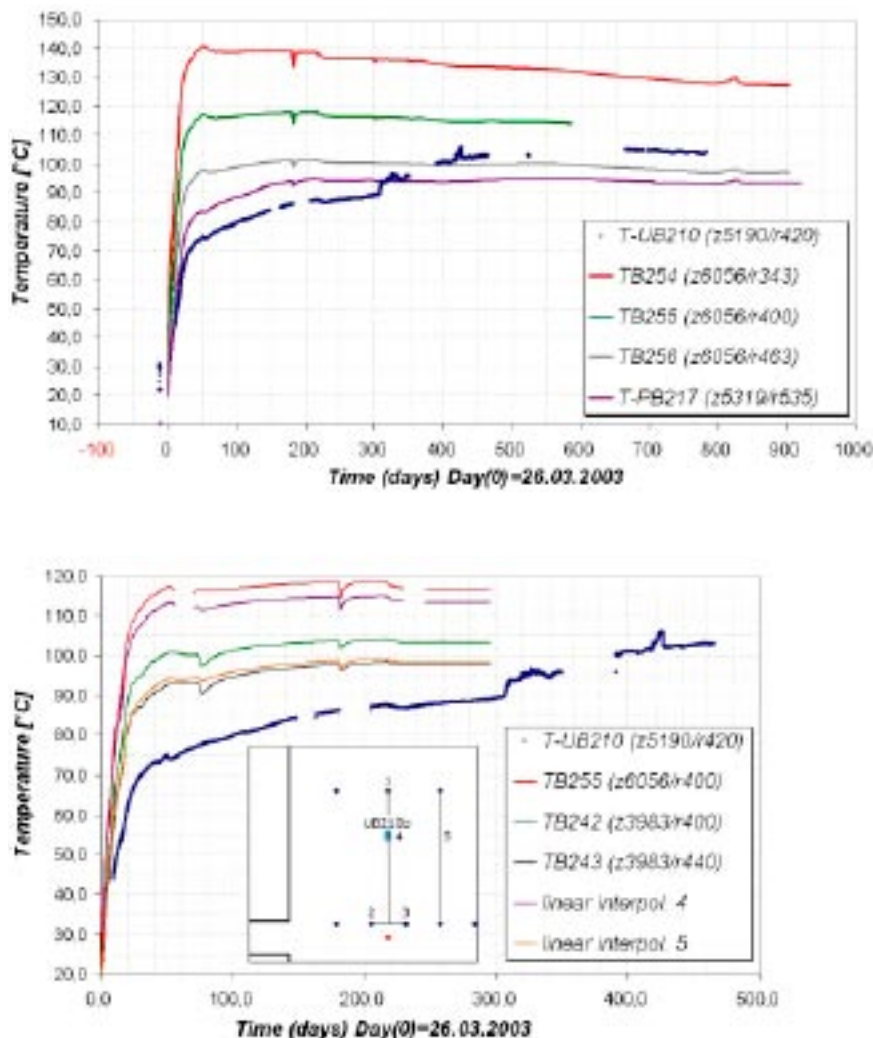 150,0
140,0
130,0
120,0
110,0
100,0
90,0
80,0
70,0
60,0
50,0
40,0
30,0
20,0
10,0
Temperature [°C]
-100 0 100 200 300 400 500 600 700 800 900 1000
Time (days) Day(0)=26.03.2003
T-UB210 (z5190/r420)
TB254 (z6056/r343)
TB255 (z6056/r400)
TB256 (z6056/r463)
T-PB217 (z5319/r535)
120,0
110,0
100,0
90,0
80,0
70,0
60,0
50,0
40,0
30,0
20,0
Temperature [°C]
0,0 100,0 200,0 300,0 400,0 500,0
Time (days) Day(0)=26.03.2003
T-UB210 (z5190/r420)
TB255 (z6056/r400)
TB242 (z3983/r400)
TB243 (z3983/r440)
linear interpol. 4
linear interpol. 5
1
4
5
2 3